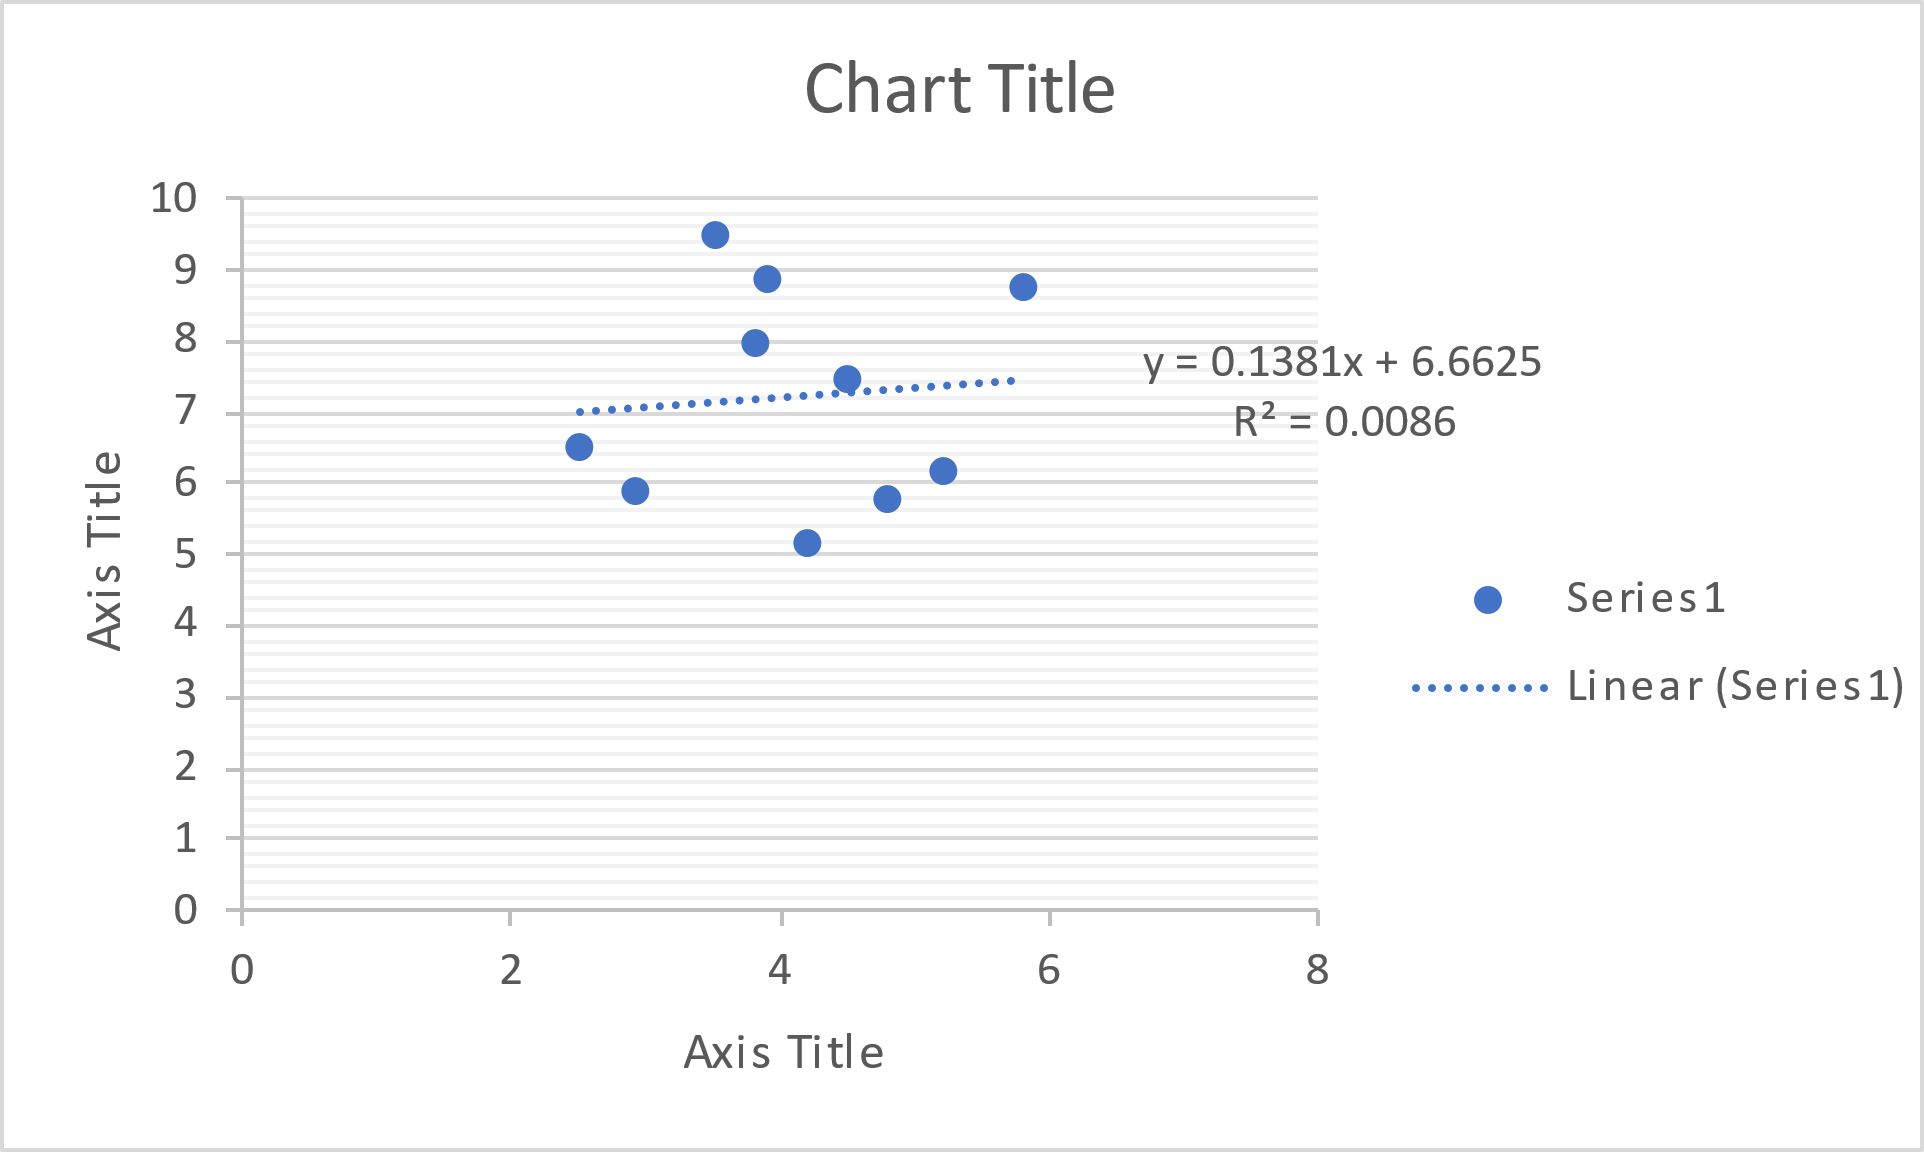 Chart Title
10
9
8
7
6
5
4
3
2
1
0
Axis Title
y = 0.1381x + 6.6625
R² = 0.0086
Series1
Linear (Series1)
0 2 4 6 8
Axis Title